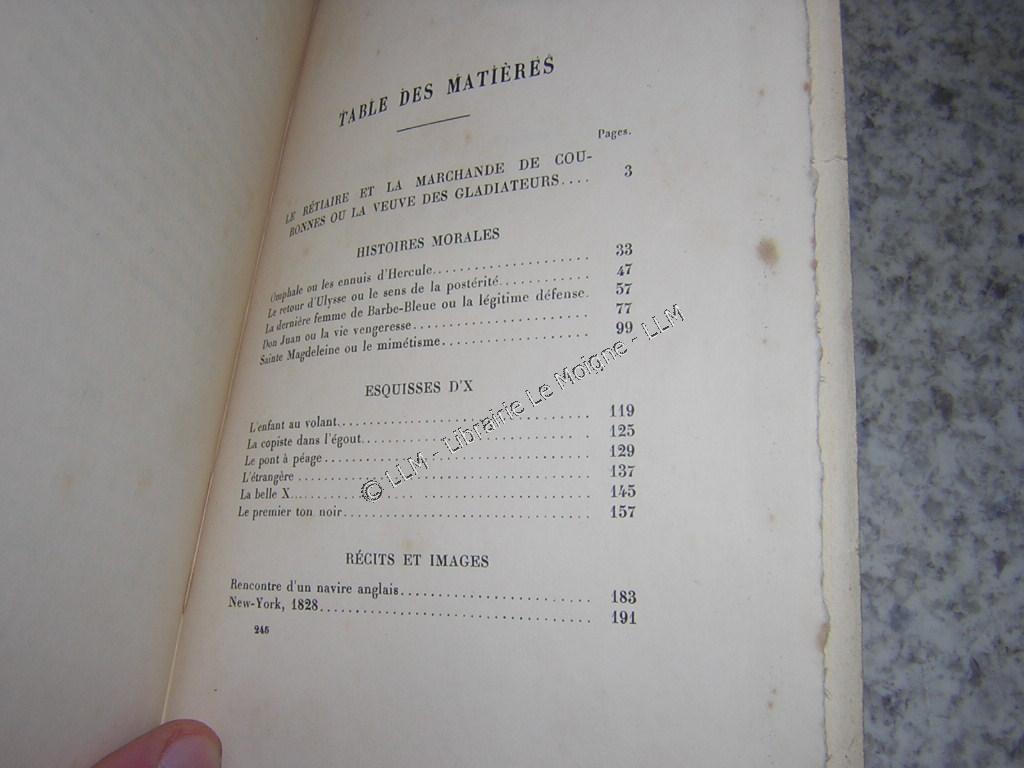 TABLE DES MATIÈRES
Pages.
LE RÉTIAIRE ET LA MARCHANDE DE COU-
RONNES OU LA VEUVE DES GLADIATEURS.... 3
HISTOIRES MORALES
Omphale ou les ennuis d'Hercule........................ 33
Le retour d'Ulysse ou le sens de la postérité.............. 47
La dernière femme de Barbe-Bleue ou la légitime défense. 57
Don Juan ou la vie vengeresse........................... 77
Sainte Magdeleine ou le mimétisme....................... 99
ESQUISSES D'X
L'enfant au volant...................................... 119
La copiste dans l'égout................................. 125
Le pont à péage......................................... 129
L'étrangère ............................................ 137
La belle X.............................................. 145
Le premier ton noir..................................... 157
RÉCITS ET IMAGES
Rencontre d'un navire anglais........................... 183
New-York, 1828.......................................... 191
246
© LLM - Librairie Le Moigne - LLM